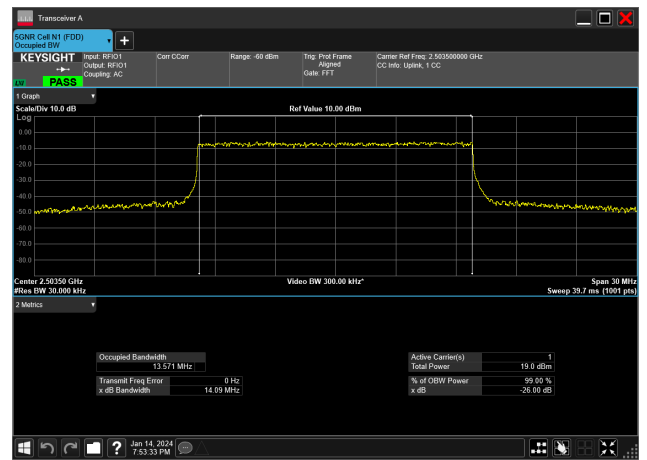 Transceiver A
5GNR Cell N1 (FDD)
Occupied BW
+
KEYSIGHT Input: RFIO1 Corr CCorr Range: -60 dBm Trig: Prot Frame Carrier Ref Freq: 2.503500000 GHz
Output: RFIO1 Aligned CC Info: Uplink, 1 CC
Coupling: AC Gate: FFT
PASS
1 Graph
Scale/Div 10.0 dB Ref Value 10.00 dBm
Log
0.00
-10.0
-20.0
-30.0
-40.0
-50.0
-60.0
-70.0
-80.0
Center 2.50350 GHz Video BW 300.00 kHz* Span 30 MHz
#Res BW 30.000 kHz Sweep 39.7 ms (1001 pts)
2 Metrics
Occupied Bandwidth Active Carrier(s) 1
13.571 MHz Total Power 19.0 dBm
Transmit Freq Error 0 Hz % of OBW Power 99.00 %
x dB Bandwidth 14.09 MHz x dB -26.00 dB
? Jan 14, 2024
7:53:33 PM